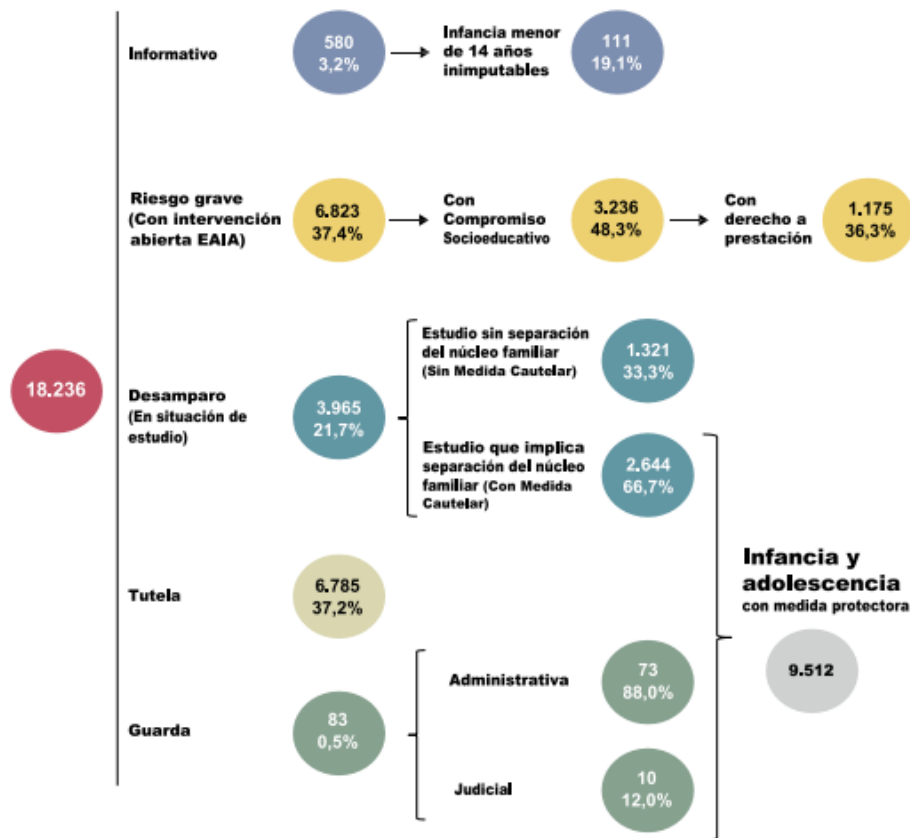 Informativo
580
3,2%
Infancia menor
de 14 años
inimputables
111
19,1%
Riesgo grave
(Con intervención
abierta EAIA)
6.823
37,4%
Con
Compromiso
Socioeducativo
3.236
48,3%
Con
derecho a
prestación
1.175
36,3%
18.236
Desamparo
(En situación de
estudio)
3.965
21,7%
Estudio sin separación
del núcleo familiar
(Sin Medida Cautelar)
1.321
33,3%
Estudio que implica
separación del núcleo
familiar (Con Medida
Cautelar)
2.644
66,7%
Tutela
6.785
37,2%
Guarda
83
0,5%
Administrativa
73
88,0%
Judicial
10
12,0%
Infancia y
adolescencia
con medida protectora
9.512